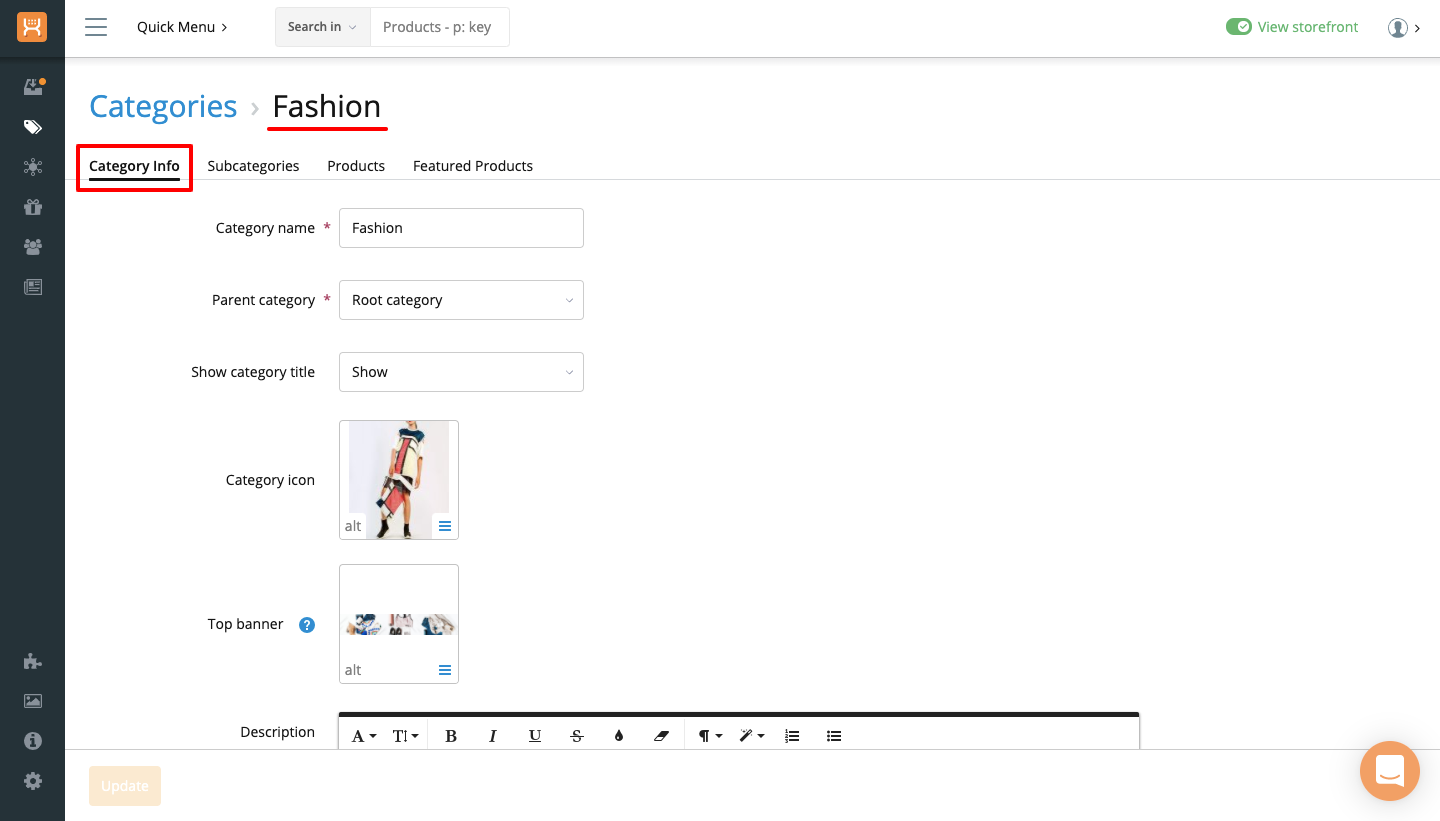 Quick Menu
Search in
Products - p: key
View storefront
Categories › Fashion
Category Info
Subcategories
Products
Featured Products
Category name *
Fashion
Parent category *
Root category
Show category title
Show
Category icon
alt
Top banner ?
alt
Description
A
T
B
I
U
S
Update